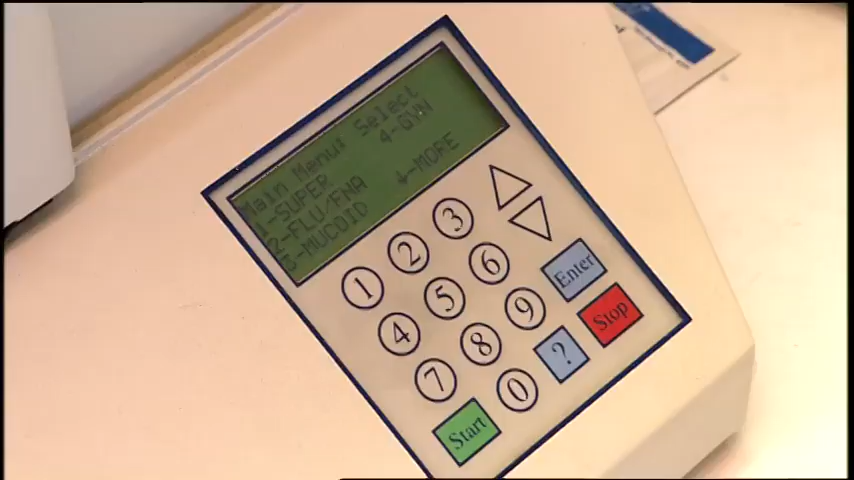 Main Menu: Select
1-SUPER 4-GYN
2-FLU/FNA
3-MUCOID ↓-MORE
1 2 3
4 5 6 Enter
7 8 9 Stop
Start 0 ?